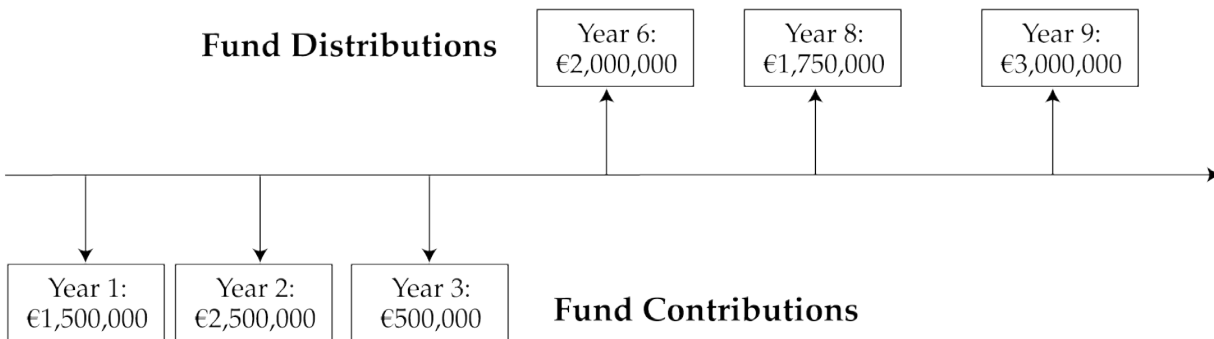 Fund Distributions
Year 6:
€2,000,000
Year 8:
€1,750,000
Year 9:
€3,000,000
Year 1:
€1,500,000
Year 2:
€2,500,000
Year 3:
€500,000
Fund Contributions